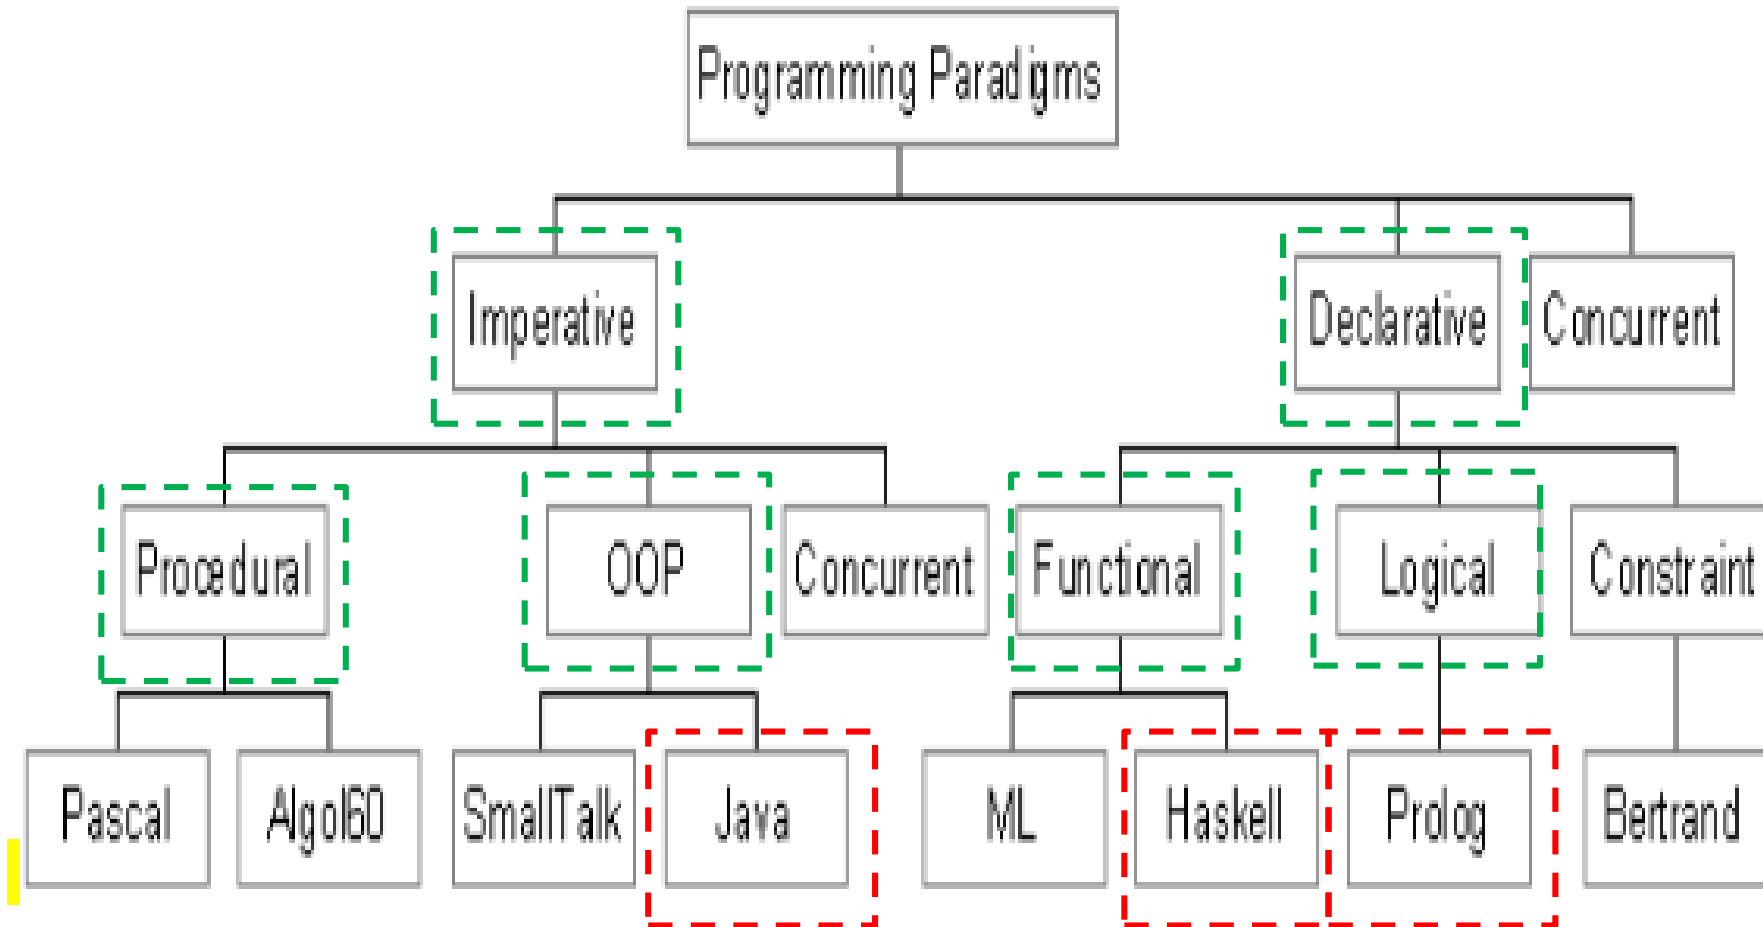 Programming Paradigms
Imperative
Declarative
Concurrent
Procedural
OOP
Concurrent
Functional
Logical
Constraint
Pascal
Algol60
SmallTalk
Java
ML
Haskell
Prolog
Bertrand